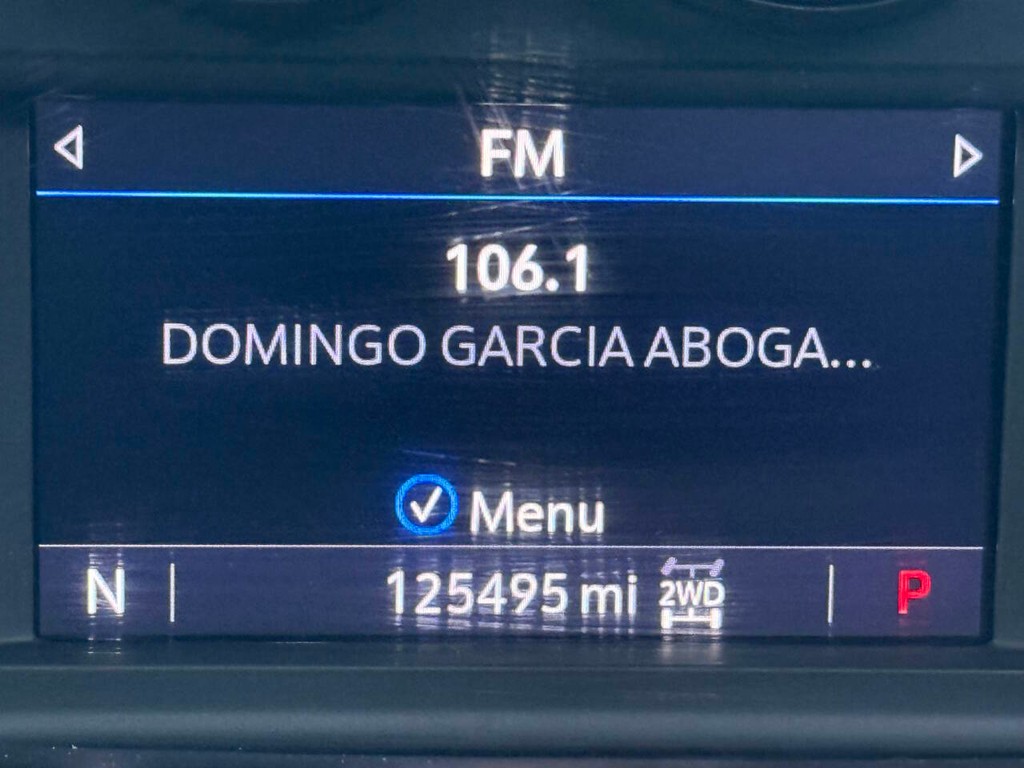 FM
106.1
DOMINGO GARCIA ABOGA...
Menu
N 125495 mi 2WD P